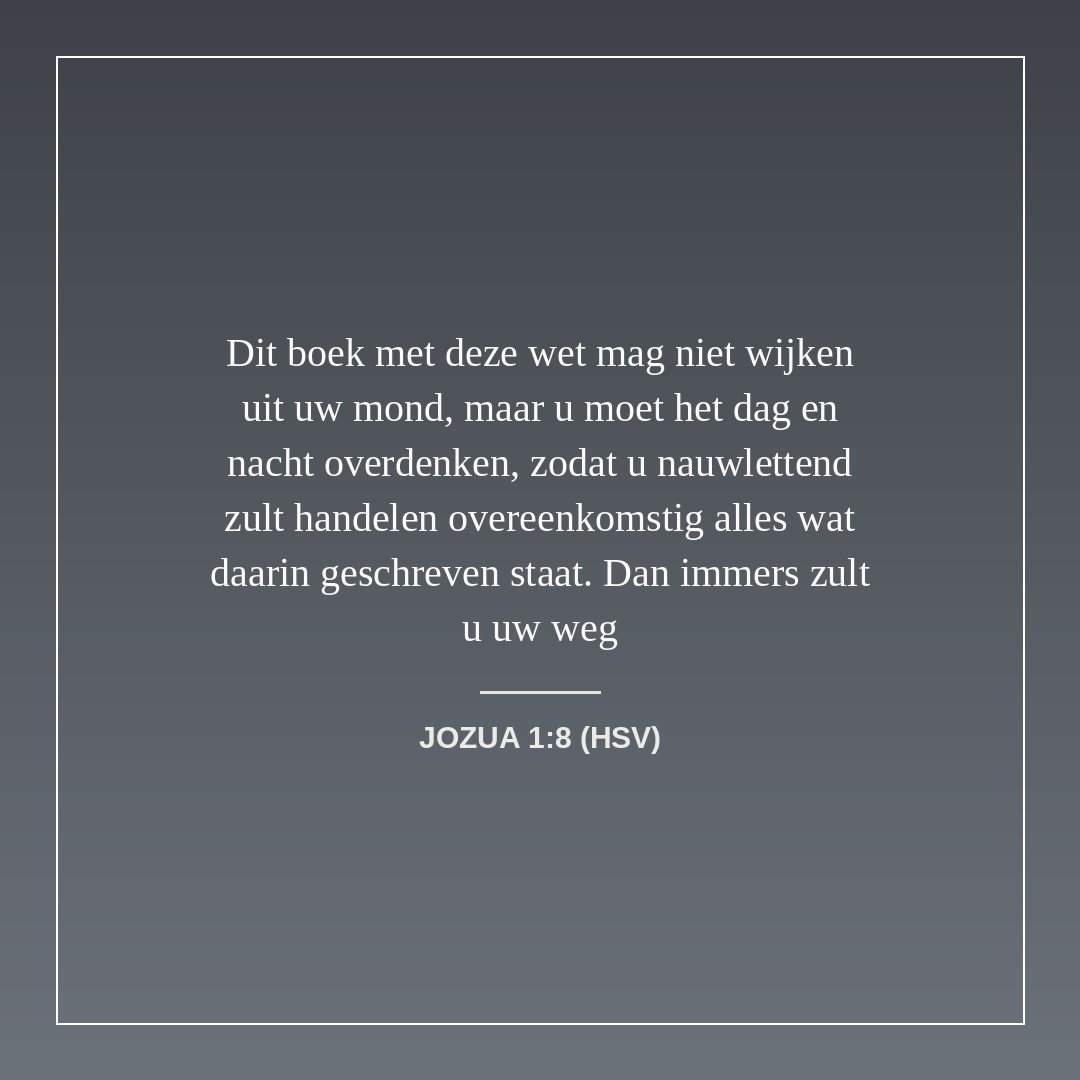 Dit boek met deze wet mag niet wijken
uit uw mond, maar u moet het dag en
nacht overdenken, zodat u nauwlettend
zult handelen overeenkomstig alles wat
daarin geschreven staat. Dan immers zult
u uw weg
JOZUA 1:8 (HSV)